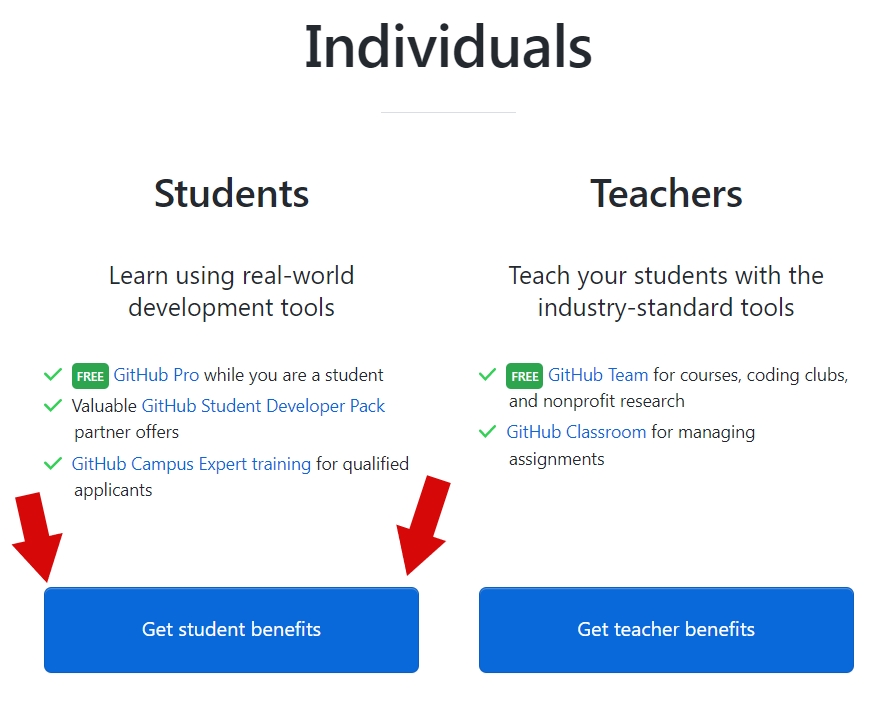 Individuals
Students
Learn using real-world
development tools
FREE GitHub Pro while you are a student
Valuable GitHub Student Developer Pack
partner offers
GitHub Campus Expert training for qualified
applicants
Get student benefits
Teachers
Teach your students with the
industry-standard tools
FREE GitHub Team for courses, coding clubs,
and nonprofit research
GitHub Classroom for managing
assignments
Get teacher benefits